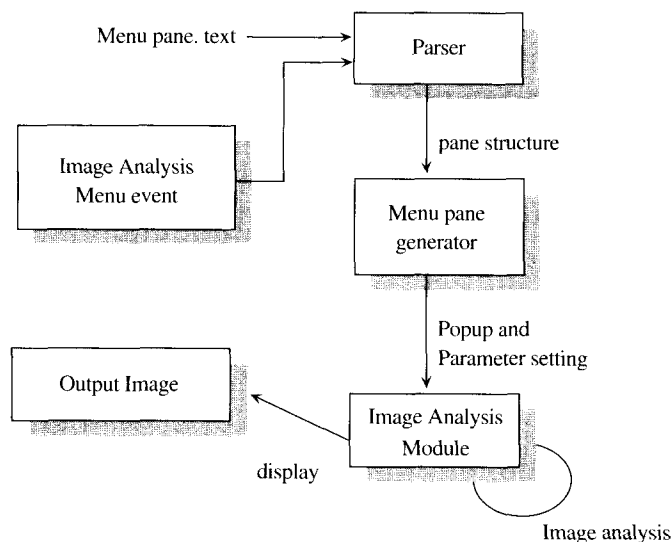 Menu pane. text
Parser
Image Analysis
Menu event
pane structure
Menu pane
generator
Popup and
Parameter setting
Output Image
Image Analysis
Module
display
Image analysis